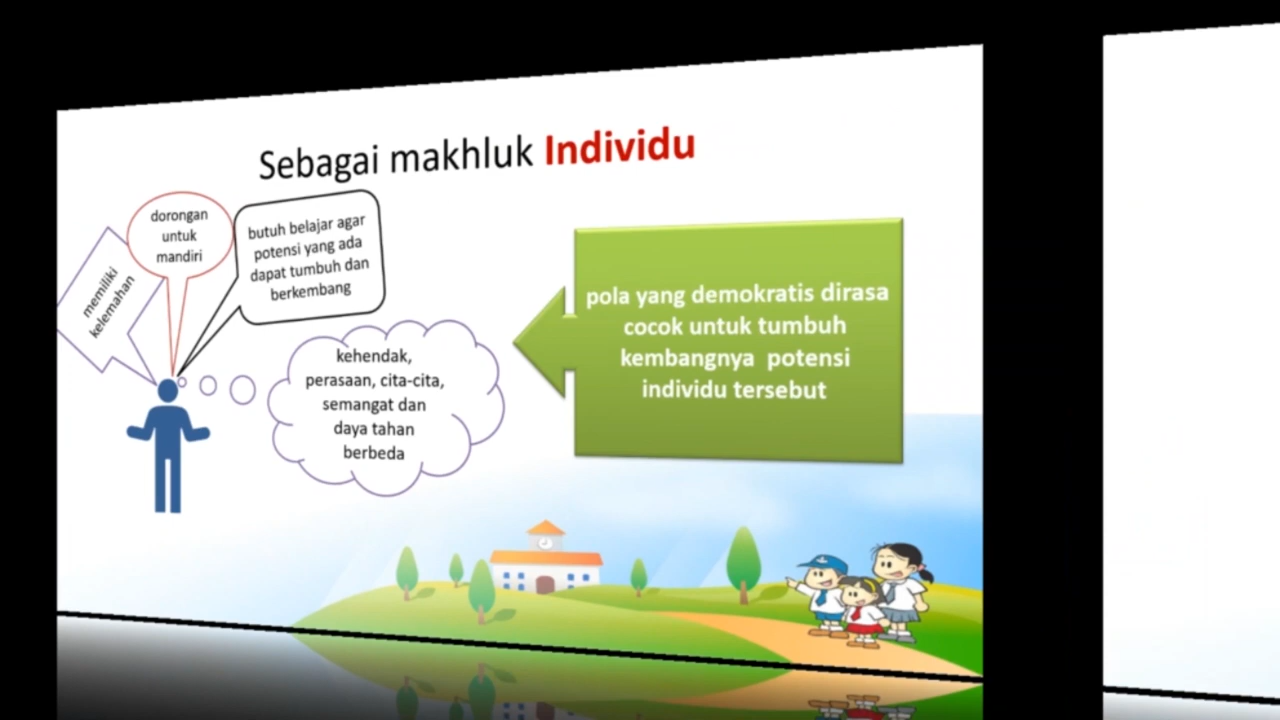 Sebagai makhluk Individu
memiliki
kelemahan
dorongan
untuk
mandiri
butuh belajar agar
potensi yang ada
dapat tumbuh dan
berkembang
kehendak,
perasaan, cita-cita,
semangat dan
daya tahan
berbeda
pola yang demokratis dirasa
cocok untuk tumbuh
kembangnya potensi
individu tersebut